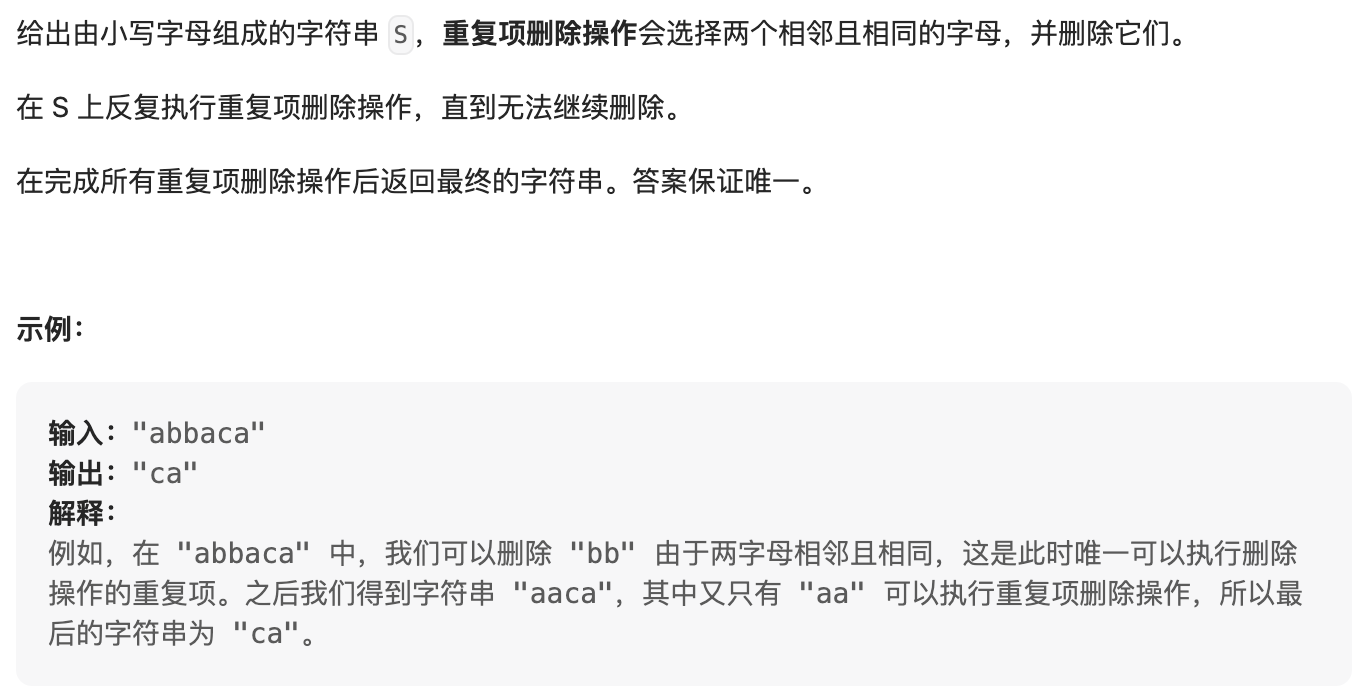 给出由小写字母组成的字符串 S，重复项删除操作会选择两个相邻且相同的字母，并删除它们。
在 S 上反复执行重复项删除操作，直到无法继续删除。
在完成所有重复项删除操作后返回最终的字符串。答案保证唯一。
示例：
输入："abbaca"
输出："ca"
解释：
例如，在 "abbaca" 中，我们可以删除 "bb" 由于两字母相邻且相同，这是此时唯一可以执行删除
操作的重复项。之后我们得到字符串 "aaca"，其中又只有 "aa" 可以执行重复项删除操作，所以最
后的字符串为 "ca"。